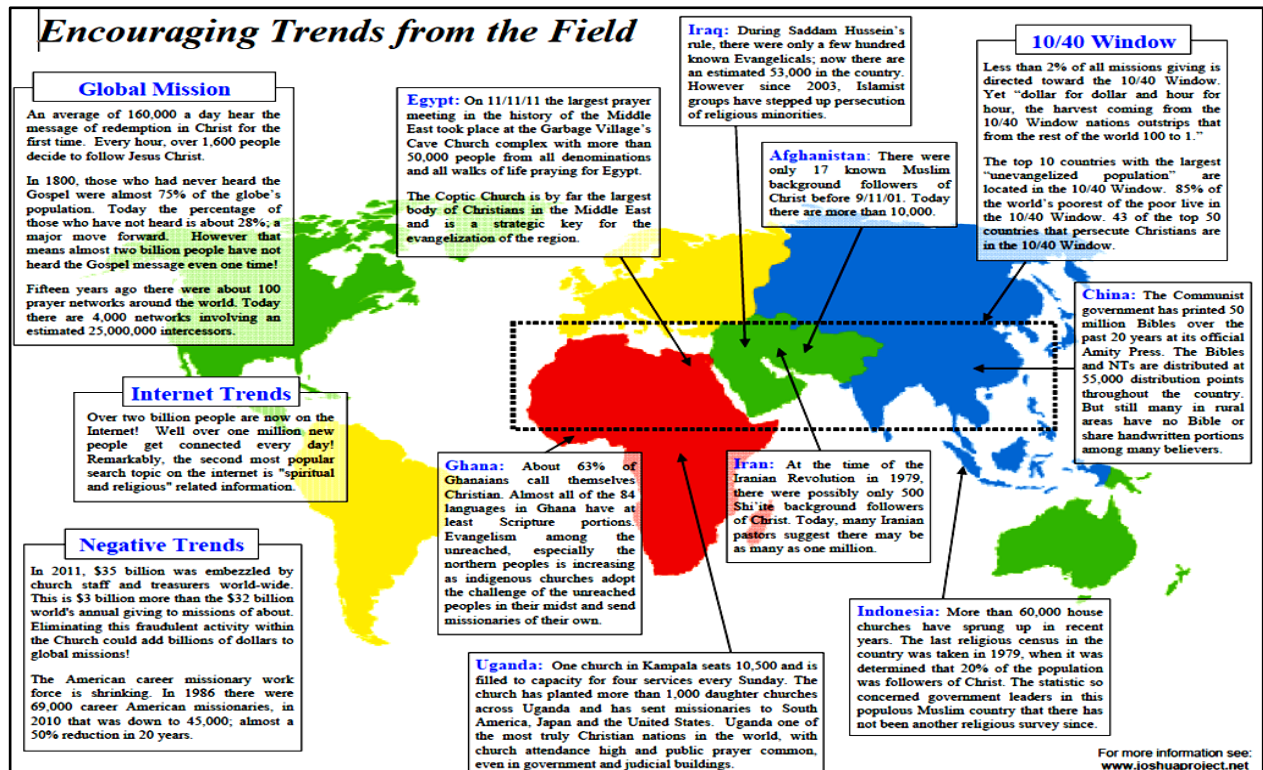 Encouraging Trends from the Field
Global Mission
An average of 160,000 a day hear the
message of redemption in Christ for the
first time. Every hour, over 1,600 people
decide to follow Jesus Christ.
In 1800, those who had never heard the
Gospel were almost 75% of the globe's
population. Today the percentage of
those who have not heard is about 28%; a
major move forward. However that
means almost two billion people have not
heard the Gospel message even one time!
Fifteen years ago there were about 100
prayer networks around the world. Today
there are 4,000 networks involving an
estimated 25,000,000 intercessors.
Internet Trends
Over two billion people are now on the
Internet! Well over one million new
people get connected every day!
Remarkably, the second most popular
search topic on the internet is "spiritual
and religious" related information.
Negative Trends
In 2011, $35 billion was embezzled by
church staff and treasurers world-wide.
This is $3 billion more than the $32 billion
world's annual giving to missions of about.
Eliminating this fraudulent activity within
the Church could add billions of dollars to
global missions!
The American career missionary work
force is shrinking. In 1986 there were
69,000 career American missionaries, in
2010 that was down to 45,000; almost a
50% reduction in 20 years.
Egypt: On 11/11/11 the largest prayer
meeting in the history of the Middle
East took place at the Garbage Village's
Cave Church complex with more than
50,000 people from all denominations
and all walks of life praying for Egypt.
The Coptic Church is by far the largest
body of Christians in the Middle East
and is a strategic key for the
evangelization of the region.
Iraq: During Saddam Hussein's
rule, there were only a few hundred
known Evangelicals; now there are
an estimated 53,000 in the country.
However since 2003, Islamist
groups have stepped up persecution
of religious minorities.
Afghanistan: There were
only 17 known Muslim
background followers of
Christ before 9/11/01. Today
there are more than 10,000.
10/40 Window
Less than 2% of all missions giving is
directed toward the 10/40 Window.
Yet "dollar for dollar and hour for
hour, the harvest coming from the
10/40 Window nations outstrips that
from the rest of the world 100 to 1."
The top 10 countries with the largest
"unevangelized population" are
located in the 10/40 Window. 85% of
the world's poorest of the poor live in
the 10/40 Window. 43 of the top 50
countries that persecute Christians are
in the 10/40 Window.
China: The Communist
government has printed 50
million Bibles over the
past 20 years at its official
Amity Press. The Bibles
and NTs are distributed at
55,000 distribution points
throughout the country.
But still many in rural
areas have no Bible or
share handwritten portions
among many believers.
Ghana: About 63% of
Ghanaians call themselves
Christian. Almost all of the 84
languages in Ghana have at
least Scripture portions.
Evangelism among the
unreached, especially the
northern peoples is increasing
as indigenous churches adopt
the challenge of the unreached
peoples in their midst and send
missionaries of their own.
Iran: At the time of the
Iranian Revolution in 1979,
there were possibly only 500
Shi'ite background followers
of Christ. Today, many Iranian
pastors suggest there may be
as many as one million.
Uganda: One church in Kampala seats 10,500 and is
filled to capacity for four services every Sunday. The
church has planted more than 1,000 daughter churches
across Uganda and has sent missionaries to South
America, Japan and the United States. Uganda one of
the most truly Christian nations in the world, with
church attendance high and public prayer common,
even in government and judicial buildings.
Indonesia: More than 60,000 house
churches have sprung up in recent
years. The last religious census in the
country was taken in 1979, when it was
determined that 20% of the population
was followers of Christ. The statistic so
concerned government leaders in this
populous Muslim country that there has
not been another religious survey since.
For more information see:
www.joshuaproject.net